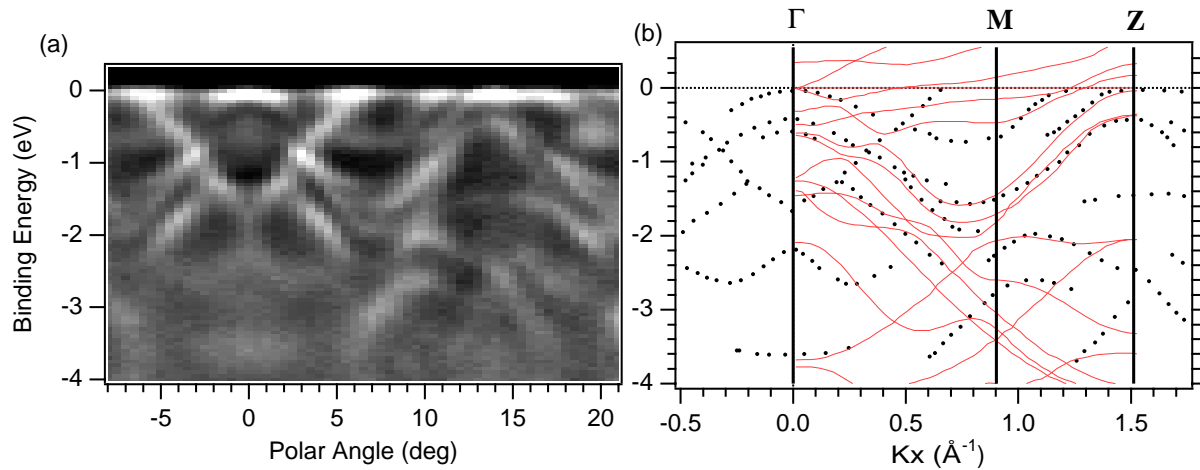 (a)
0
-1
-2
-3
-4
Binding Energy (eV)
-5
0
5
10
15
20
Polar Angle (deg)
(b)
Γ
M
Z
0
-1
-2
-3
-4
-0.5
0.0
0.5
1.0
1.5
Kx (Å-1)